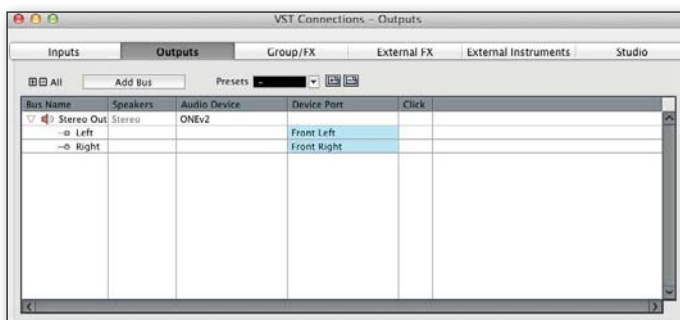 VST Connections - Outputs
Inputs Outputs Group/FX External FX External Instruments Studio
All Add Bus Presets -
Bus Name Speakers Audio Device Device Port Click
Stereo Out Stereo ONEv2
Left Front Left
Right Front Right